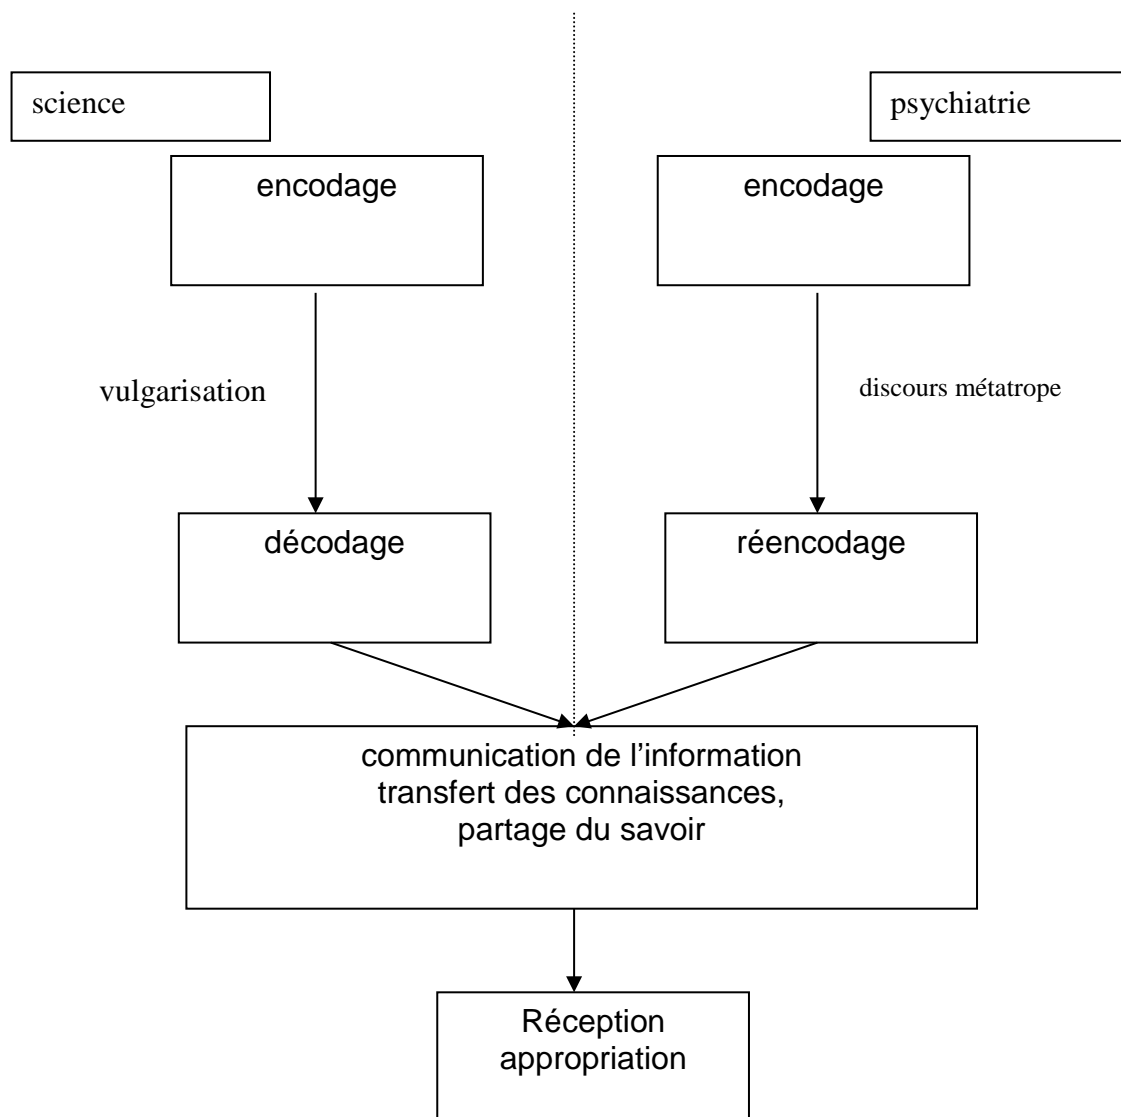 science
psychiatrie
encodage
encodage
vulgarisation
discours métatrope
décodage
réencodage
communication de l’information
transfert des connaissances,
partage du savoir
Réception
appropriation